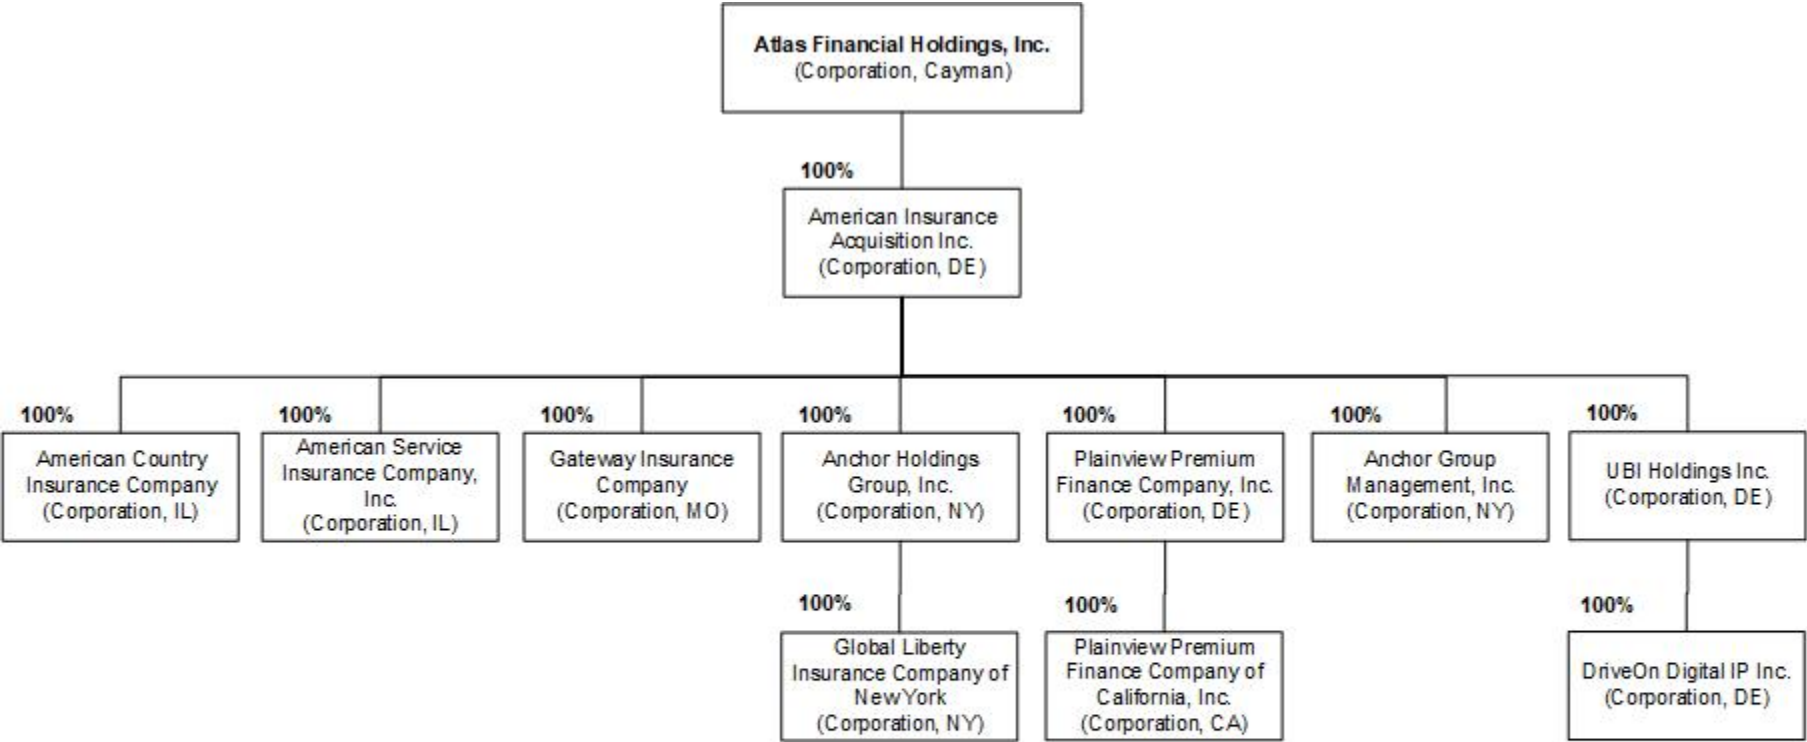 Atlas Financial Holdings, Inc.
(Corporation, Cayman)
100%
American Insurance
Acquisition Inc.
(Corporation, DE)
100%
American Country
Insurance Company
(Corporation, IL)
100%
American Service
Insurance Company,
Inc.
(Corporation, IL)
100%
Gateway Insurance
Company
(Corporation, MO)
100%
Anchor Holdings
Group, Inc.
(Corporation, NY)
100%
Plainview Premium
Finance Company, Inc.
(Corporation, DE)
100%
Anchor Group
Management, Inc.
(Corporation, NY)
100%
UBI Holdings Inc.
(Corporation, DE)
100%
Global Liberty
Insurance Company of
New York
(Corporation, NY)
100%
Plainview Premium
Finance Company of
California, Inc.
(Corporation, CA)
100%
DriveOn Digital IP Inc.
(Corporation, DE)